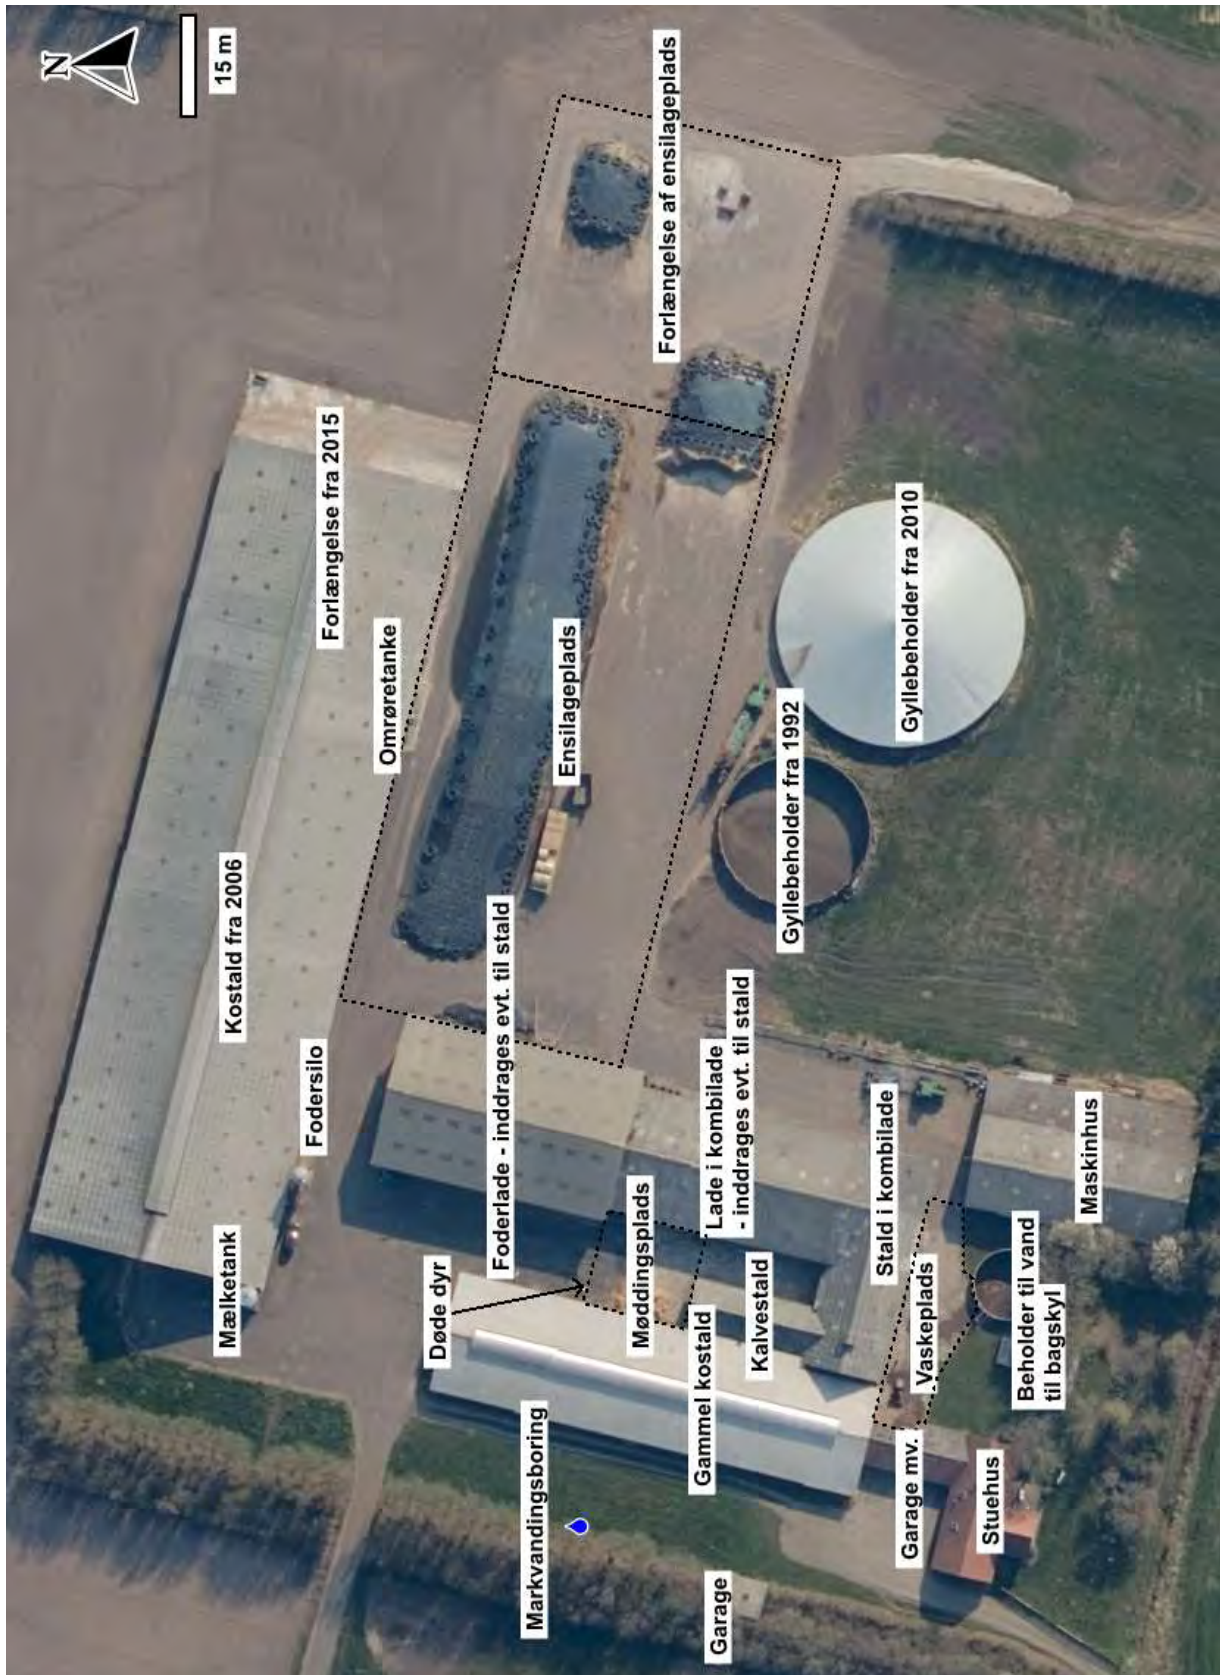 N
15 m
Forlængelse af ensilageplads
Forlængelse fra 2015
Omrøretanke
Ensilageplads
Gyllebeholder fra 2010
Gyllebeholder fra 1992
Kostald fra 2006
Fodersilo
Foderlade - inddrages evt. til stald
Lade i kombilade
- inddrages evt. til stald
Stald i kombilade
Maskinhus
Mælketank
Døde dyr
Møddingsplads
Kalvestald
Vaskeplads
Beholder til vand
til bagskyl
Markvandingsboring
Gammel kostald
Garage mv.
Stuehus
Garage